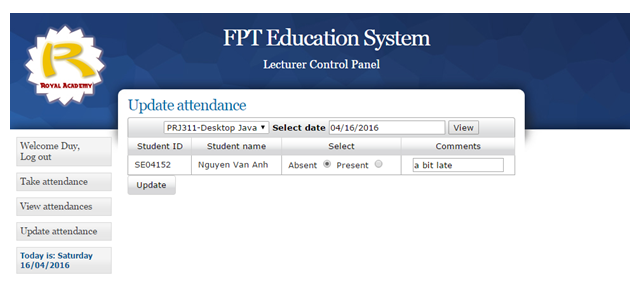 FPT Education System
Lecturer Control Panel
R
ROYAL ACADEMY
Update attendance
PRJ311-Desktop Java Select date 04/16/2016 View
Student ID Student name Select Comments
SE04152 Nguyen Van Anh Absent Present a bit late
Update
Welcome Duy,
Log out
Take attendance
View attendances
Update attendance
Today is: Saturday
16/04/2016